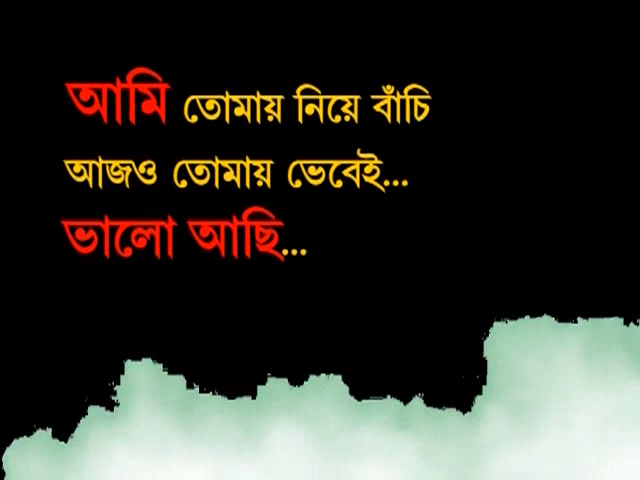 আমি তোমায় নিয়ে বাঁচি
আজও তোমায় ভেবেই...
ভালো আছি...